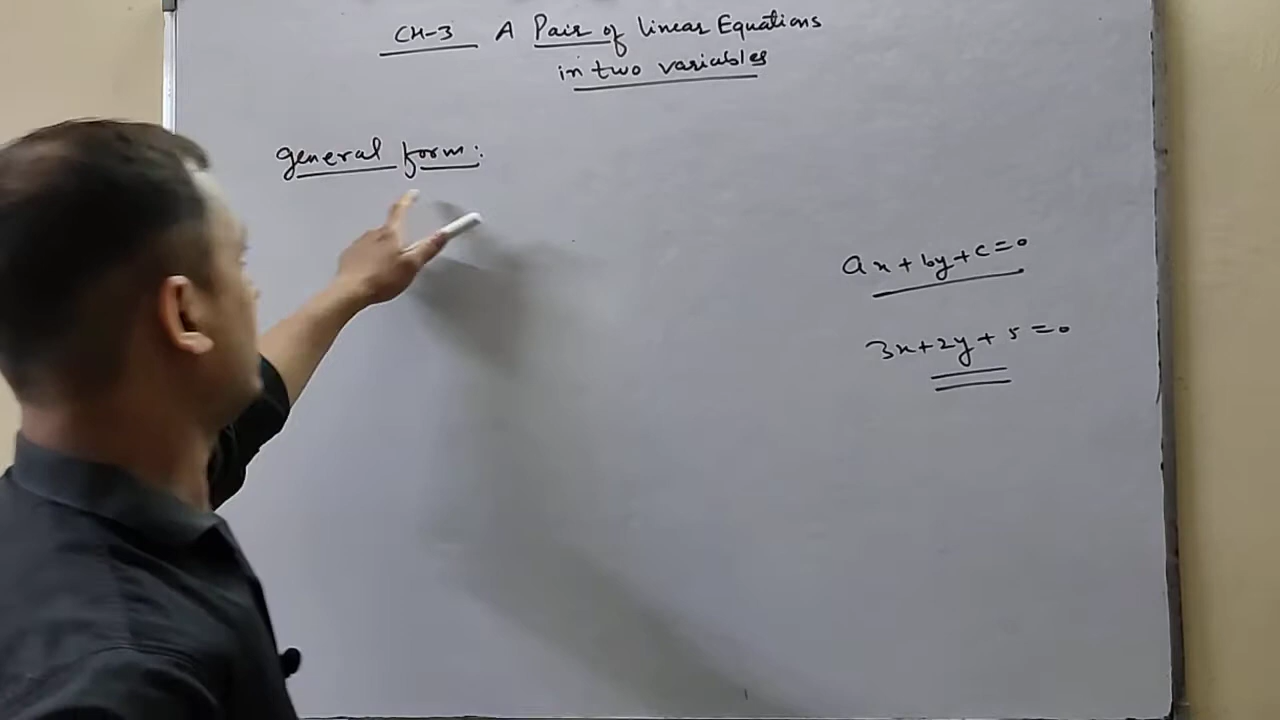 CH-3 A Pair of linear Equations
in two variables
general form:
ax+by+c=0
3x+2y+5=0